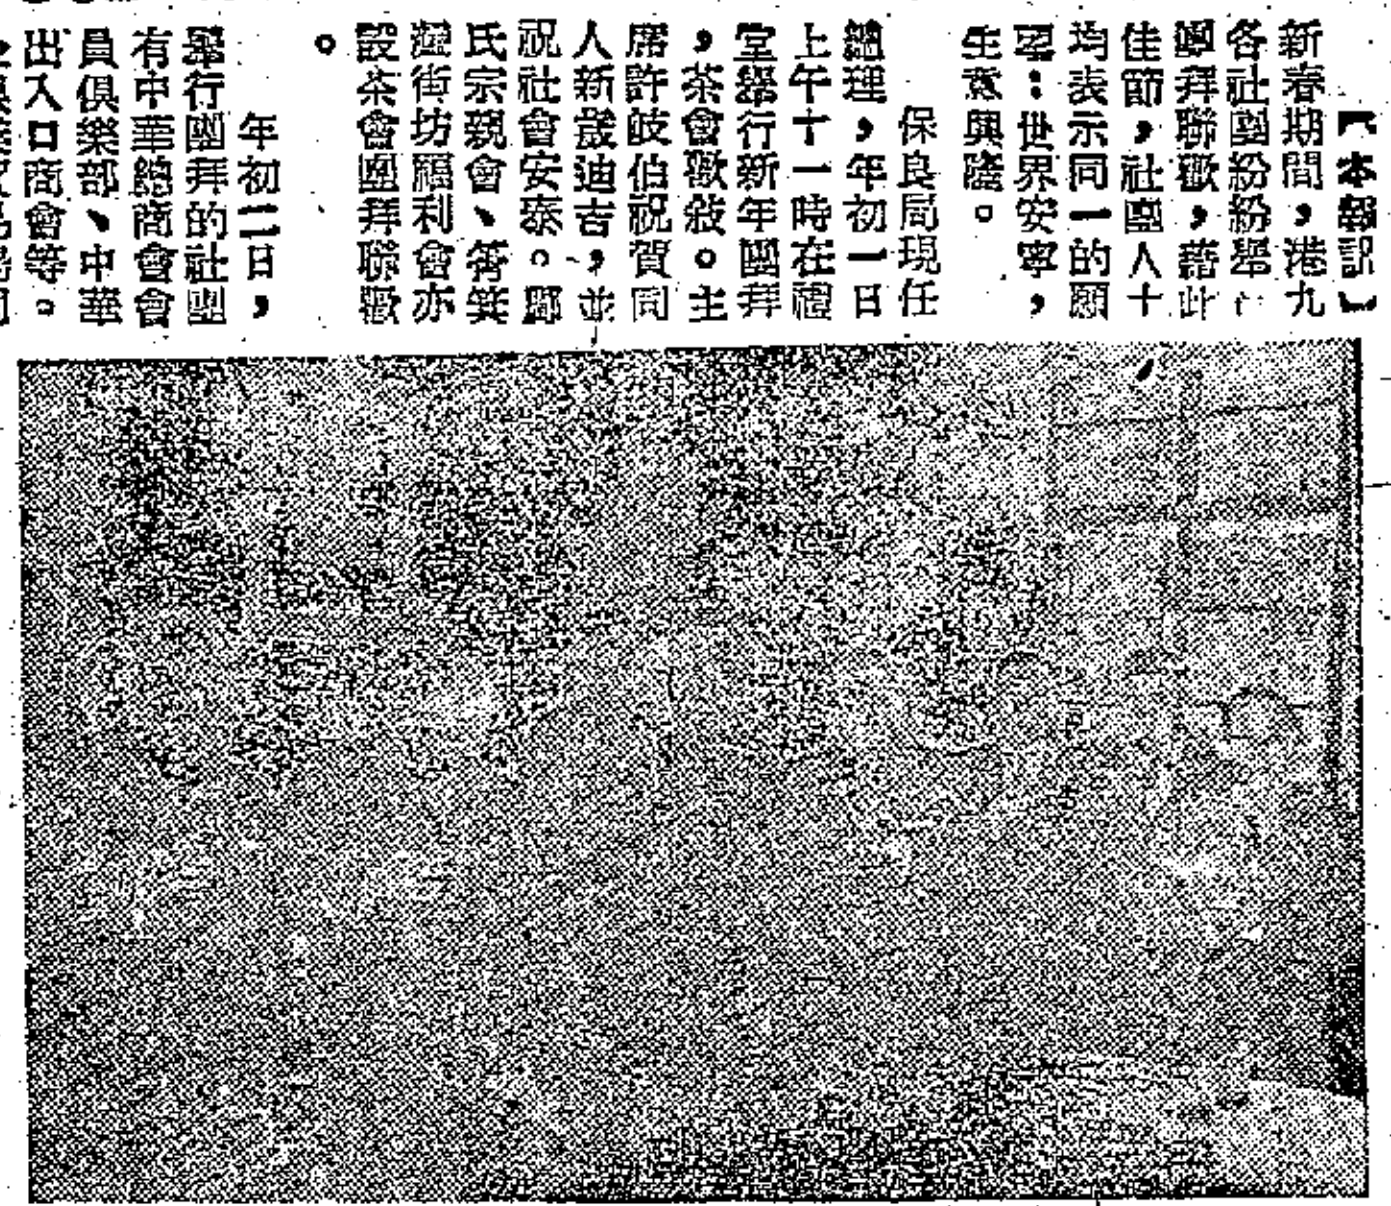 【本報訊】
新春期間，港九
各社團紛紛舉行
團拜聯歡，藉此
佳節，社團人士
均表示同一的願
望：世界安寧，
生意興隆。
保良局現任
總理，年初一日
上午十一時在禮
堂舉行新年團拜
，茶會歡敍。主
席許岐伯祝賀同
人新歲迪吉，並
祝社會安泰。鄭
氏宗親會、筲箕
灣街坊福利會亦
設茶會團拜聯歡
。
年初二日，
舉行團拜的社團
有中華總商會會
員俱樂部、中華
出入口商會等。